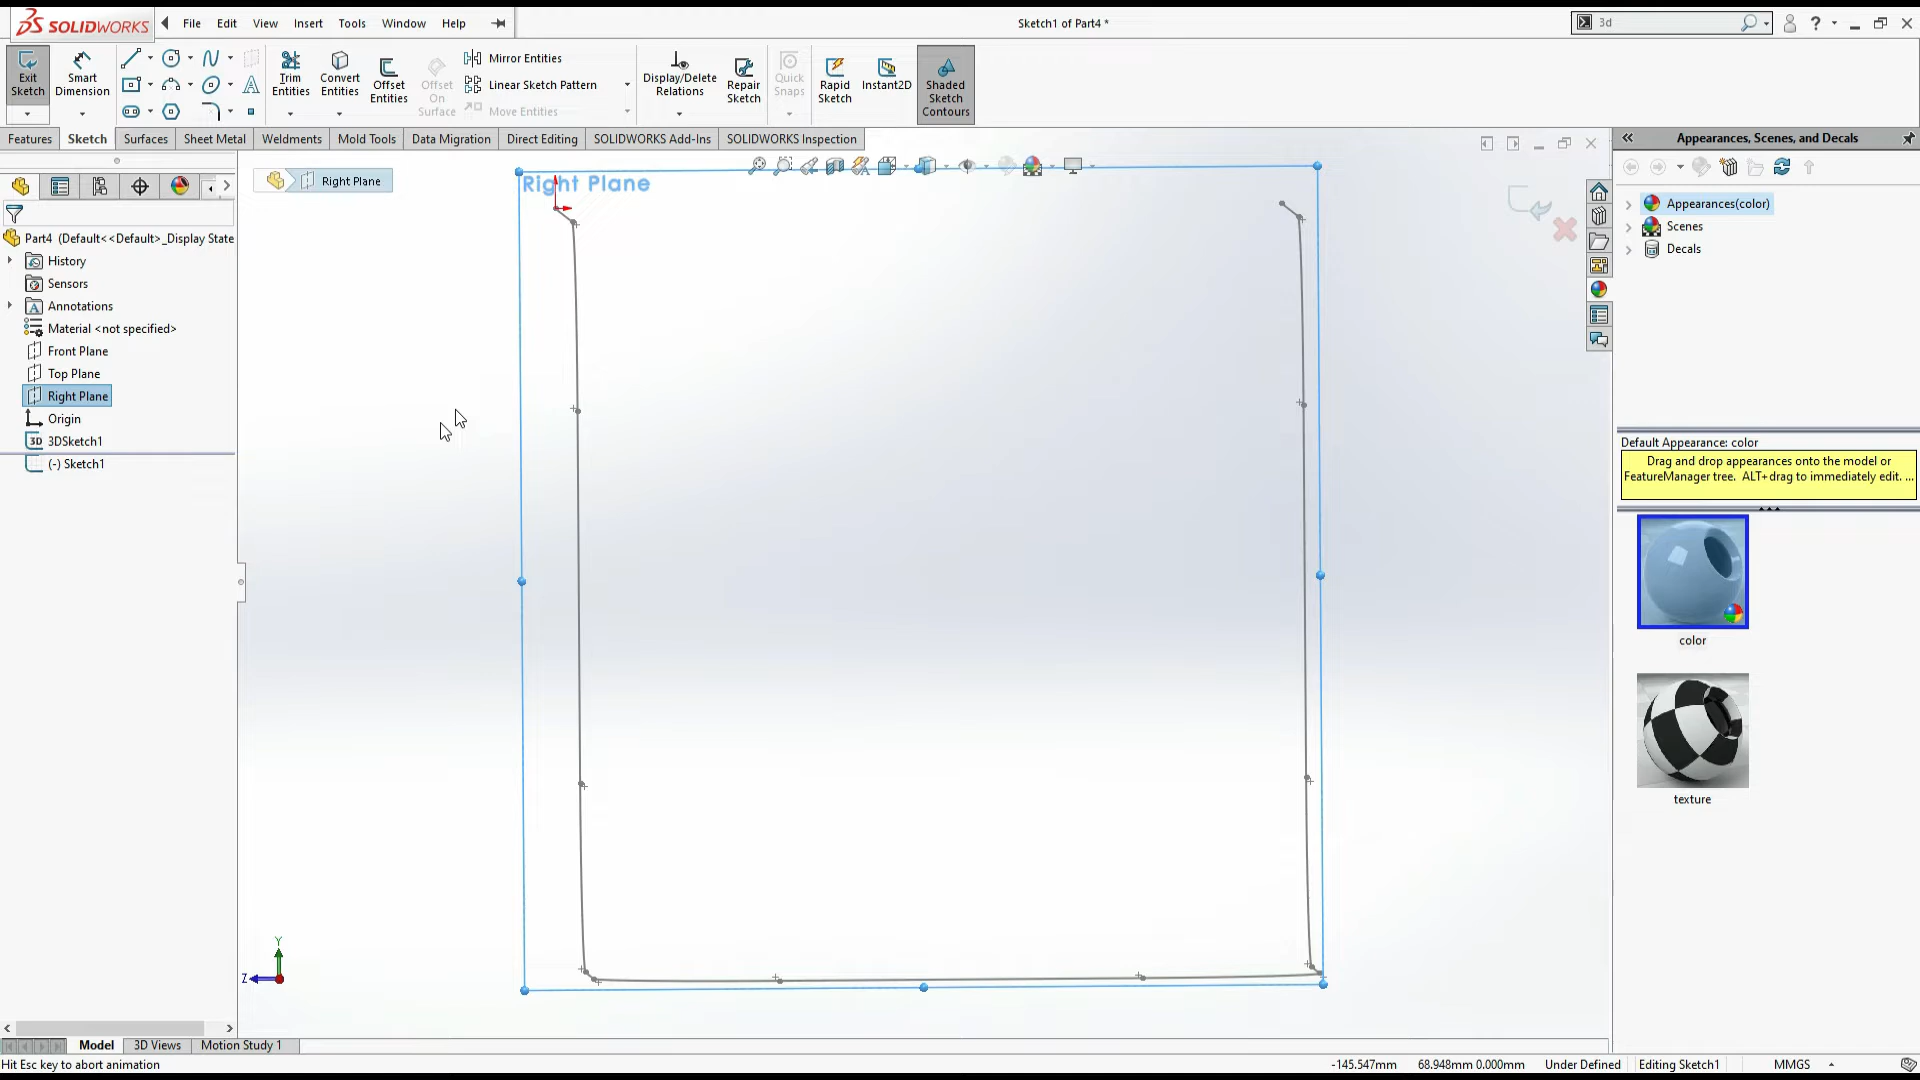 SOLIDWORKS
File Edit View Insert Tools Window Help
Sketch1 of Part4 *
3d
Exit Sketch
Smart Dimension
Trim Entities
Convert Entities
Offset Entities
Offset On Surface
Mirror Entities
Linear Sketch Pattern
Move Entities
Display/Delete Relations
Repair Sketch
Quick Snaps
Rapid Sketch
Instant2D
Shaded Sketch Contours
Features Sketch Surfaces Sheet Metal Weldments Mold Tools Data Migration Direct Editing SOLIDWORKS Add-Ins SOLIDWORKS Inspection
Appearances, Scenes, and Decals
Right Plane
Right Plane
Part4 (Default<<Default>_Display State
History
Sensors
Annotations
Material <not specified>
Front Plane
Top Plane
Right Plane
Origin
3D 3DSketch1
(-) Sketch1
Appearances(color)
Scenes
Decals
Default Appearance: color
Drag and drop appearances onto the model or
FeatureManager tree. ALT+drag to immediately edit. ...
color
texture
Y
Z
Model 3D Views Motion Study 1
Hit Esc key to abort animation
-145.547mm 68.948mm 0.000mm Under Defined Editing Sketch1 MMGS